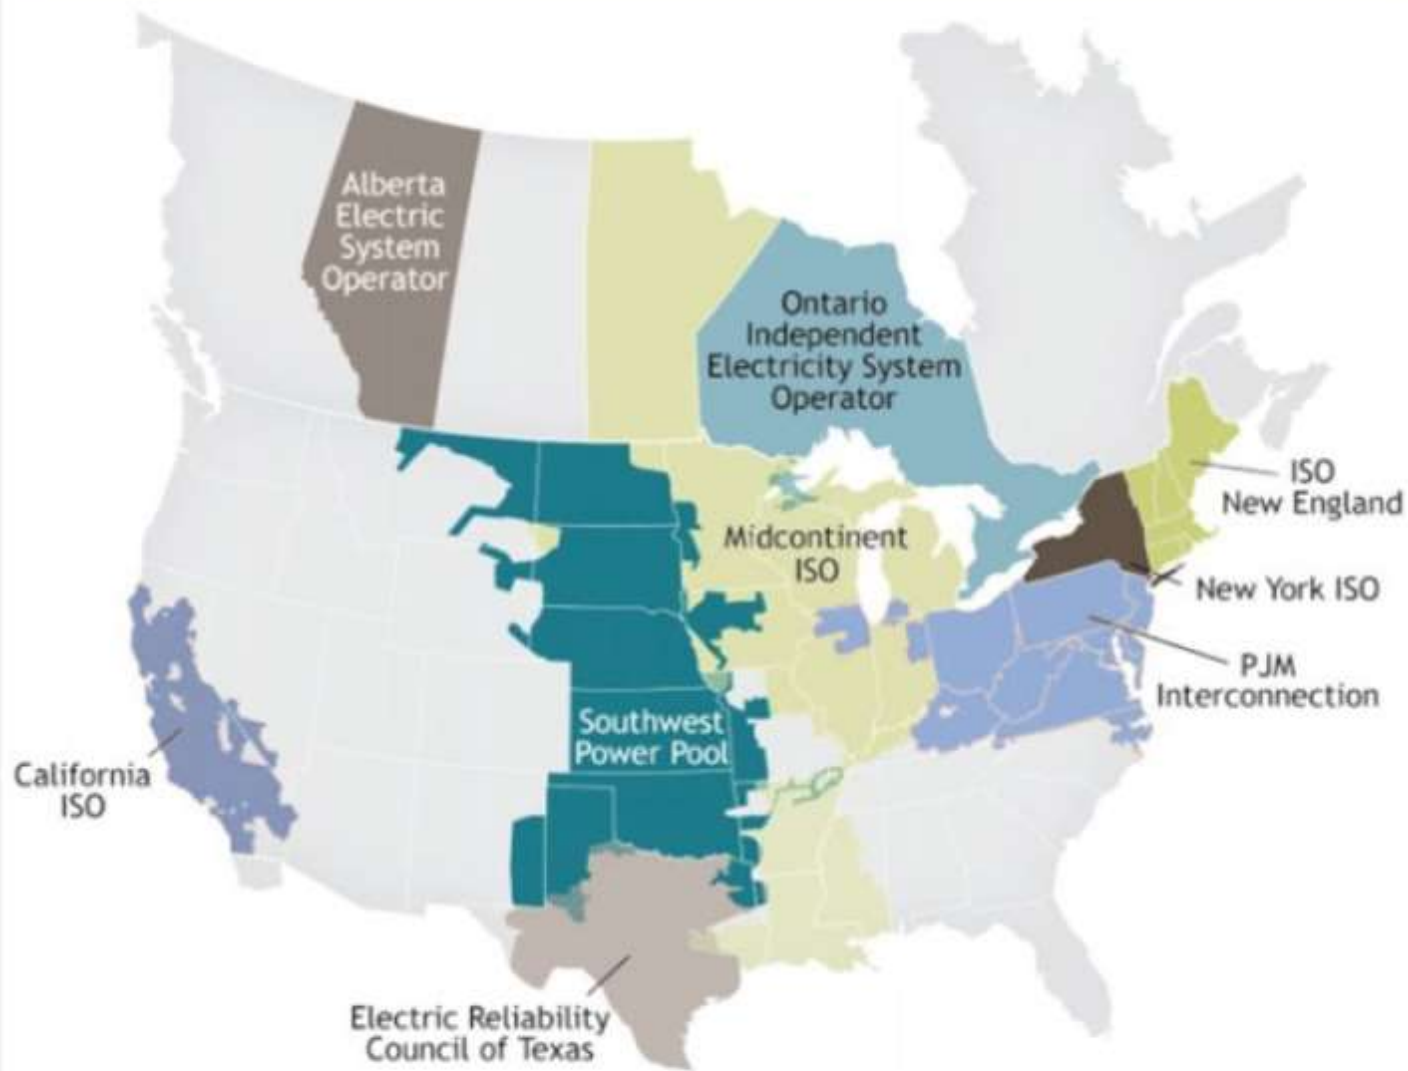 Alberta
Electric
System
Operator
Ontario
Independent
Electricity System
Operator
ISO
New England
Midcontinent
ISO
New York ISO
PJM
Interconnection
Southwest
Power Pool
California
ISO
Electric Reliability
Council of Texas